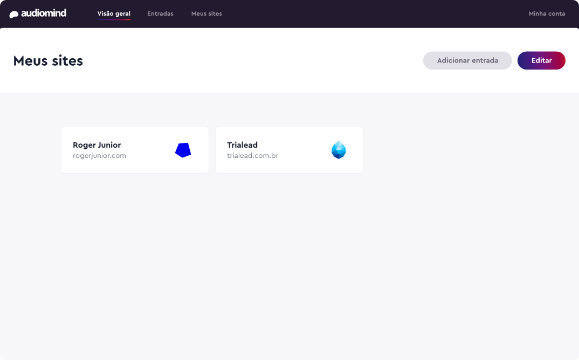 audiomind
Visão geral
Entradas
Meus sites
Minha conta
Meus sites
Adicionar entrada
Editar
Roger Junior
rogerjunior.com
Trialead
trialead.com.br